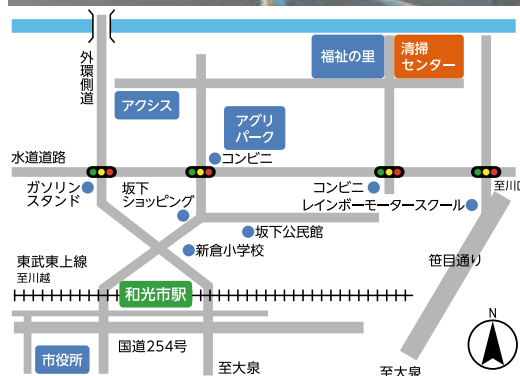 外環側道
福祉の里
清掃
センター
アクシス
アグリ
パーク
水道道路
コンビニ
ガソリン
スタンド
坂下
ショッピング
コンビニ
至川口
レインボーモータースクール
坂下公民館
新倉小学校
笹目通り
東武東上線
至川越
和光市駅
N
国道254号
市役所
至大泉
至大泉